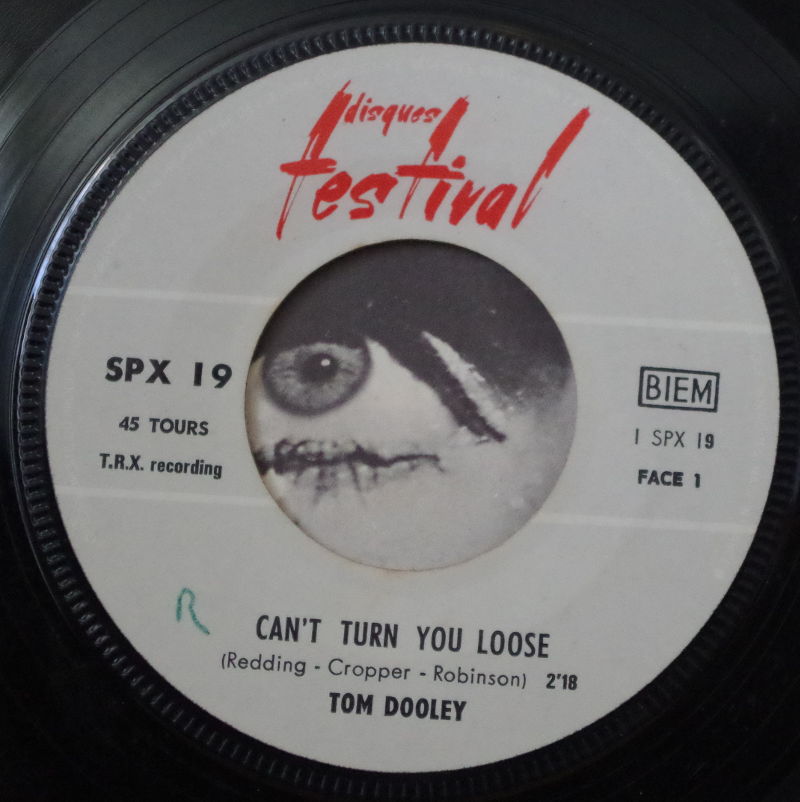 disques
festival
SPX 19
45 TOURS
T.R.X. recording
BIEM
1 SPX 19
FACE 1
R
CAN'T TURN YOU LOOSE
(Redding - Cropper - Robinson) 2'18
TOM DOOLEY